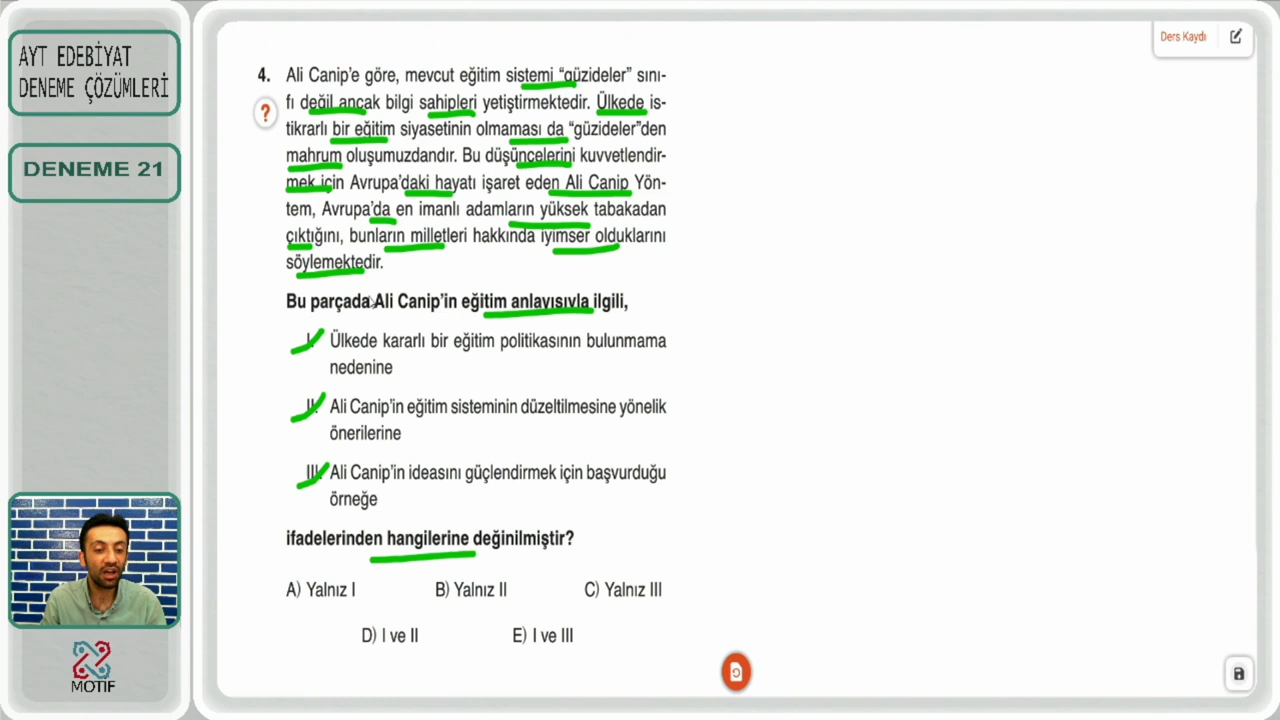 AYT EDEBİYAT
DENEME ÇÖZÜMLERİ
DENEME 21
MOTİF
Ders Kaydı
4. Ali Canip'e göre, mevcut eğitim sistemi “güzideler” sını-
fı değil ancak bilgi sahipleri yetiştirmektedir. Ülkede is-
tikrarlı bir eğitim siyasetinin olmaması da “güzideler”den
mahrum oluşumuzdandır. Bu düşüncelerini kuvvetlendir-
mek için Avrupa'daki hayatı işaret eden Ali Canip Yön-
tem, Avrupa'da en imanlı adamların yüksek tabakadan
çıktığını, bunların milletleri hakkında iyimser olduklarını
söylemektedir.
?
Bu parçada Ali Canip'in eğitim anlayısıyla ilgili,
I. Ülkede kararlı bir eğitim politikasının bulunmama
nedenine
II. Ali Canip'in eğitim sisteminin düzeltilmesine yönelik
önerilerine
III. Ali Canip'in ideasını güçlendirmek için başvurduğu
örneğe
ifadelerinden hangilerine değinilmiştir?
A) Yalnız I B) Yalnız II C) Yalnız III
D) I ve II E) I ve III